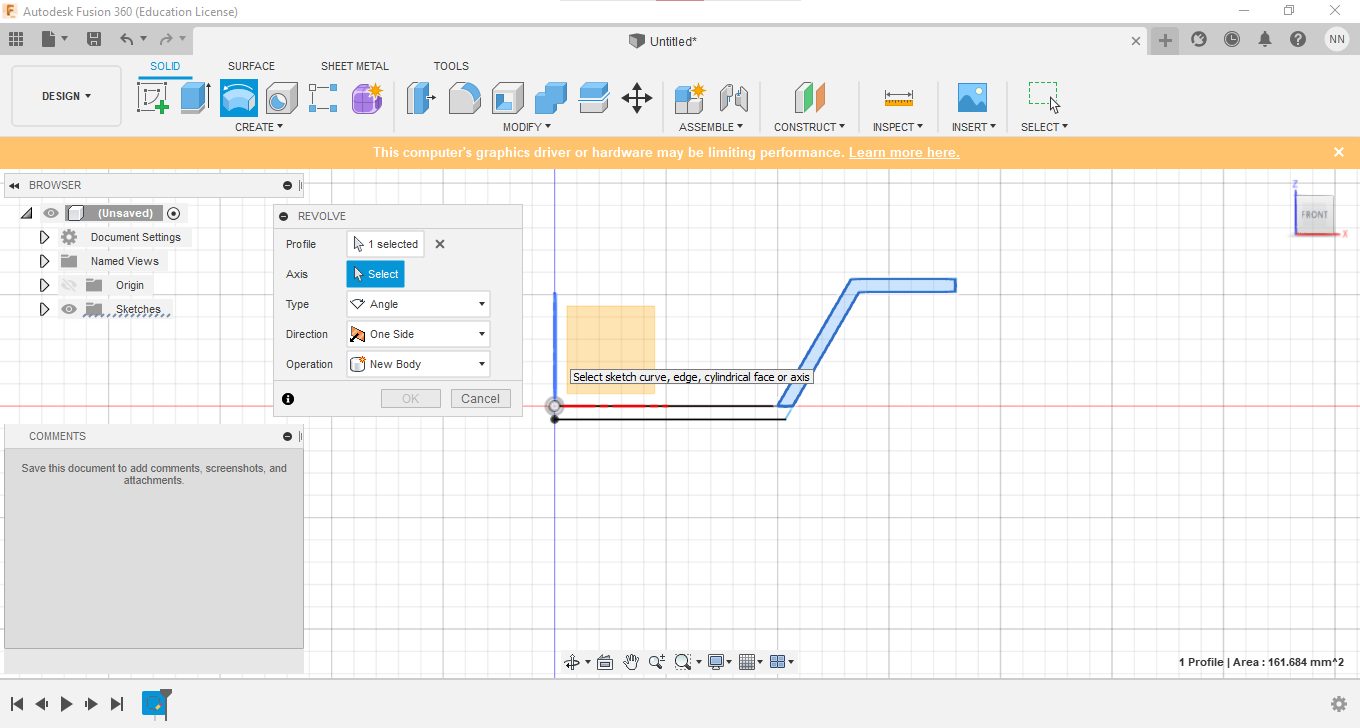 Autodesk Fusion 360 (Education License)
Untitled*
NN
SOLID SURFACE SHEET METAL TOOLS
DESIGN
CREATE MODIFY ASSEMBLE CONSTRUCT INSPECT INSERT SELECT
This computer's graphics driver or hardware may be limiting performance. Learn more here.
BROWSER
(Unsaved)
Document Settings
Named Views
Origin
Sketches
REVOLVE
Profile 1 selected
Axis Select
Type Angle
Direction One Side
Operation New Body
OK Cancel
Select sketch curve, edge, cylindrical face or axis
Z
FRONT
X
COMMENTS
Save this document to add comments, screenshots, and
attachments.
1 Profile | Area : 161.684 mm^2